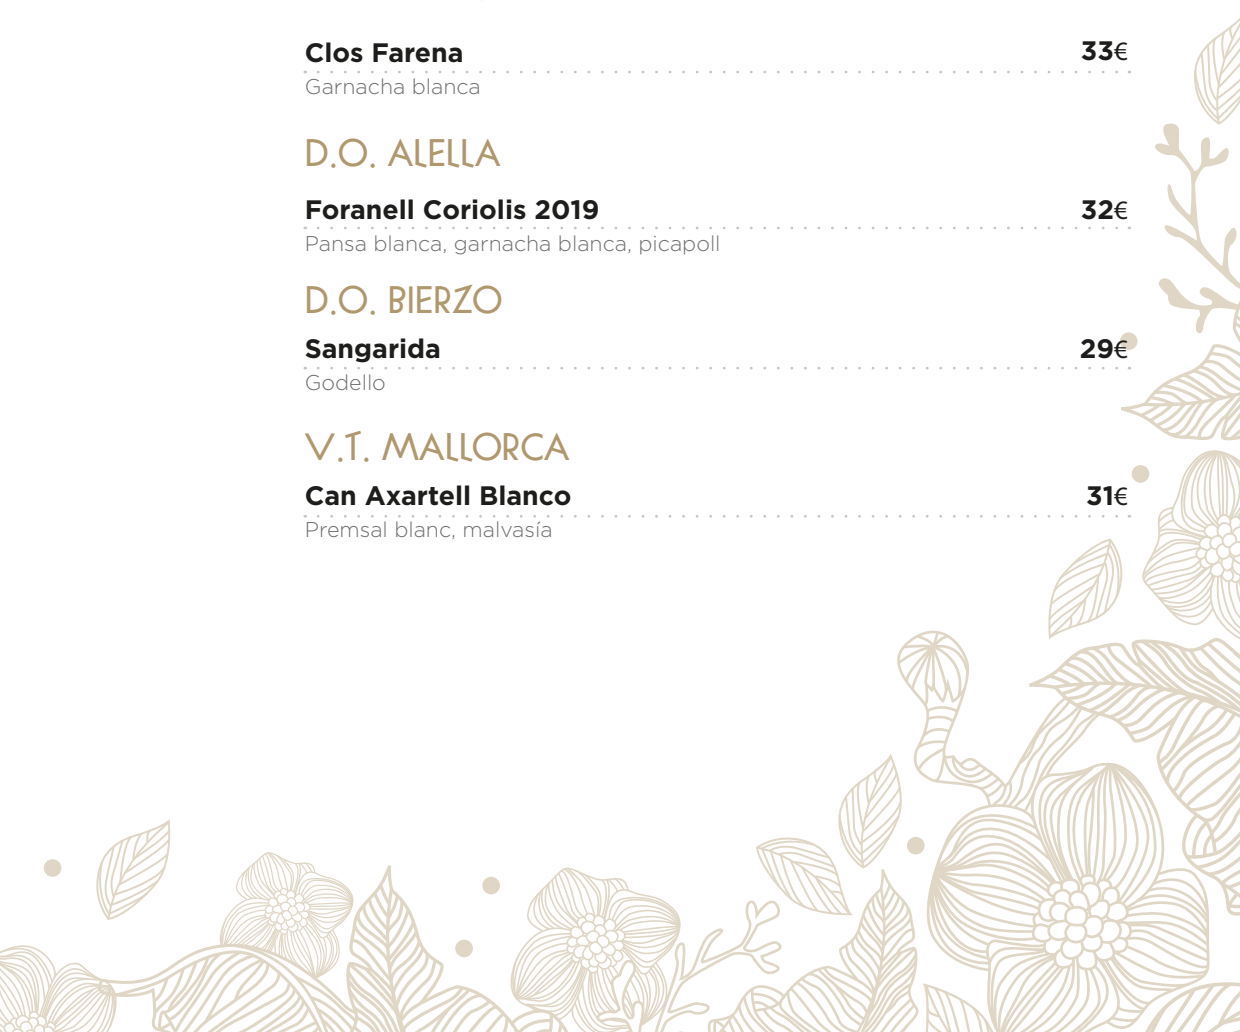 Clos Farena 33€
Garnacha blanca
D.O. ALELLA
Foranell Coriolis 2019 32€
Pansa blanca, garnacha blanca, picapoll
D.O. BIERZO
Sangarida 29€
Godello
V.T. MALLORCA
Can Axartell Blanco 31€
Premsal blanc, malvasía